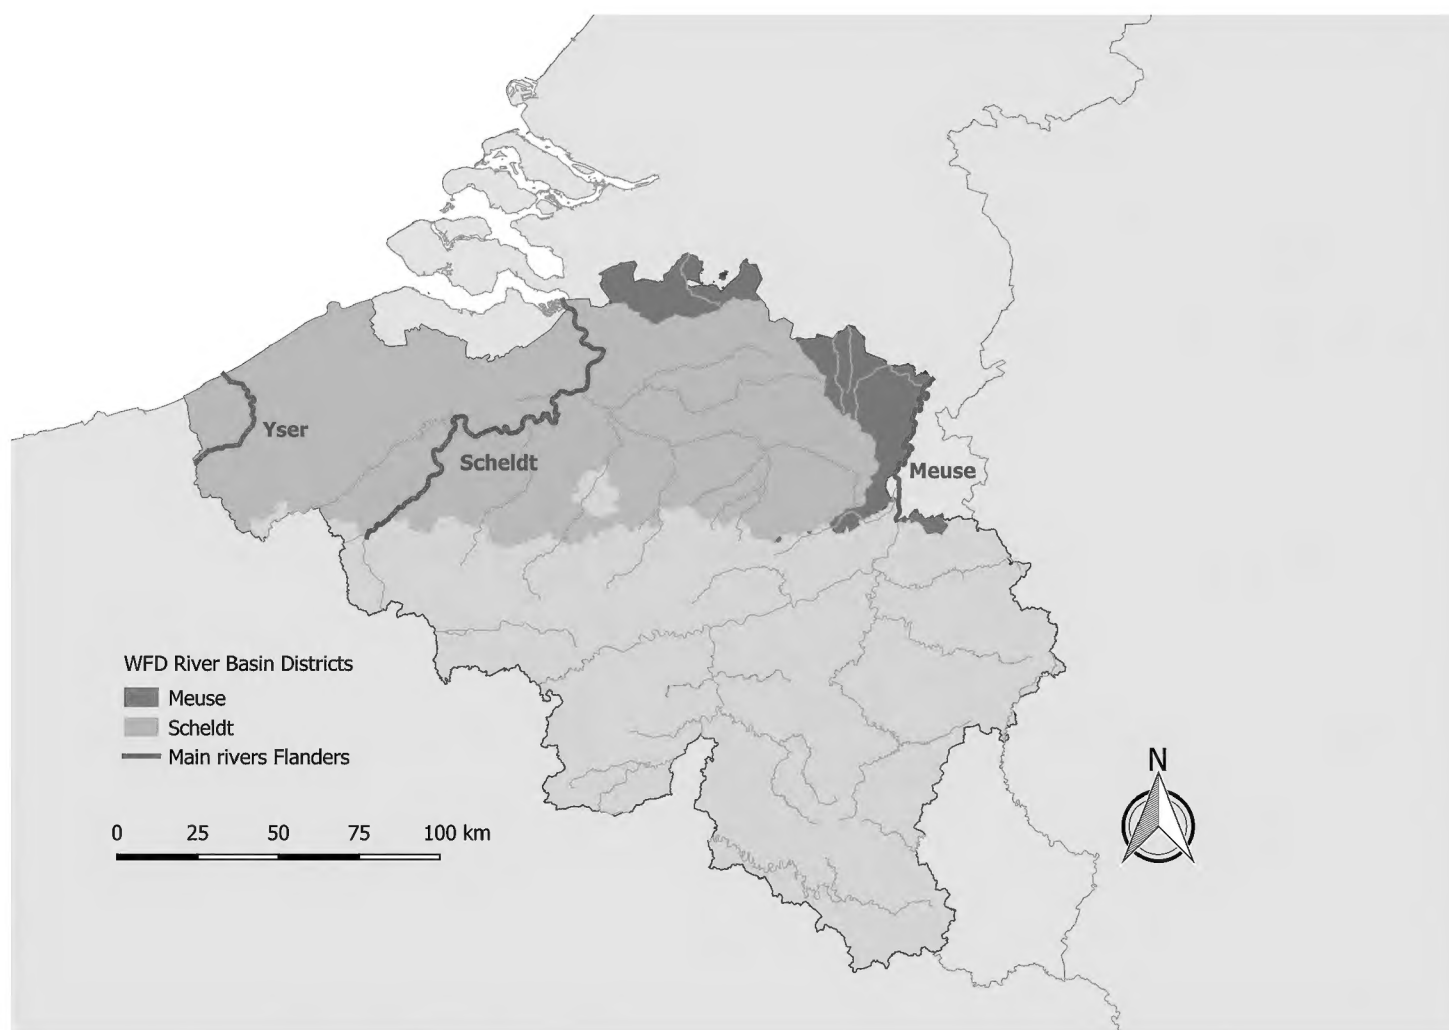 Yser
Scheldt
Meuse
WFD River Basin Districts
Meuse
Scheldt
Main rivers Flanders
0 25 50 75 100 km
N